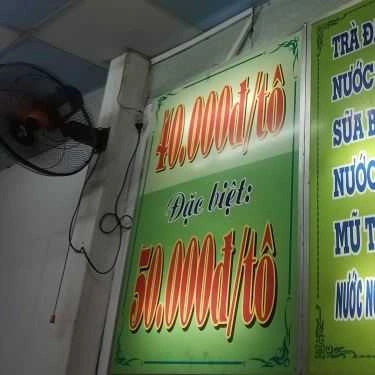 40.000đ/tô
Đặc biệt:
50.000đ/tô
TRÀ
NƯỚC
SỮA
NƯỚC
MŨ
NƯỚC